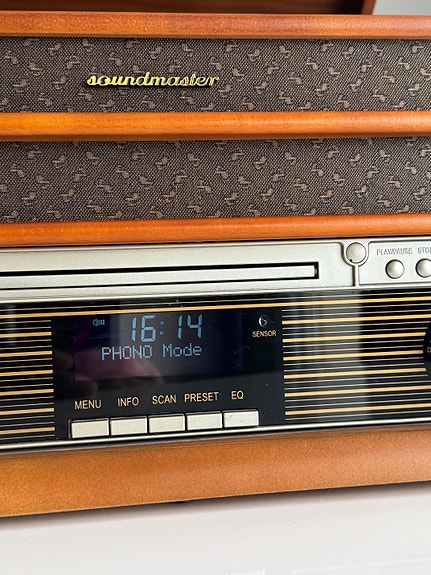 soundmaster
PLAY/PAUSE
16:14
PHONO Mode
SENSOR
MENU INFO SCAN PRESET EQ